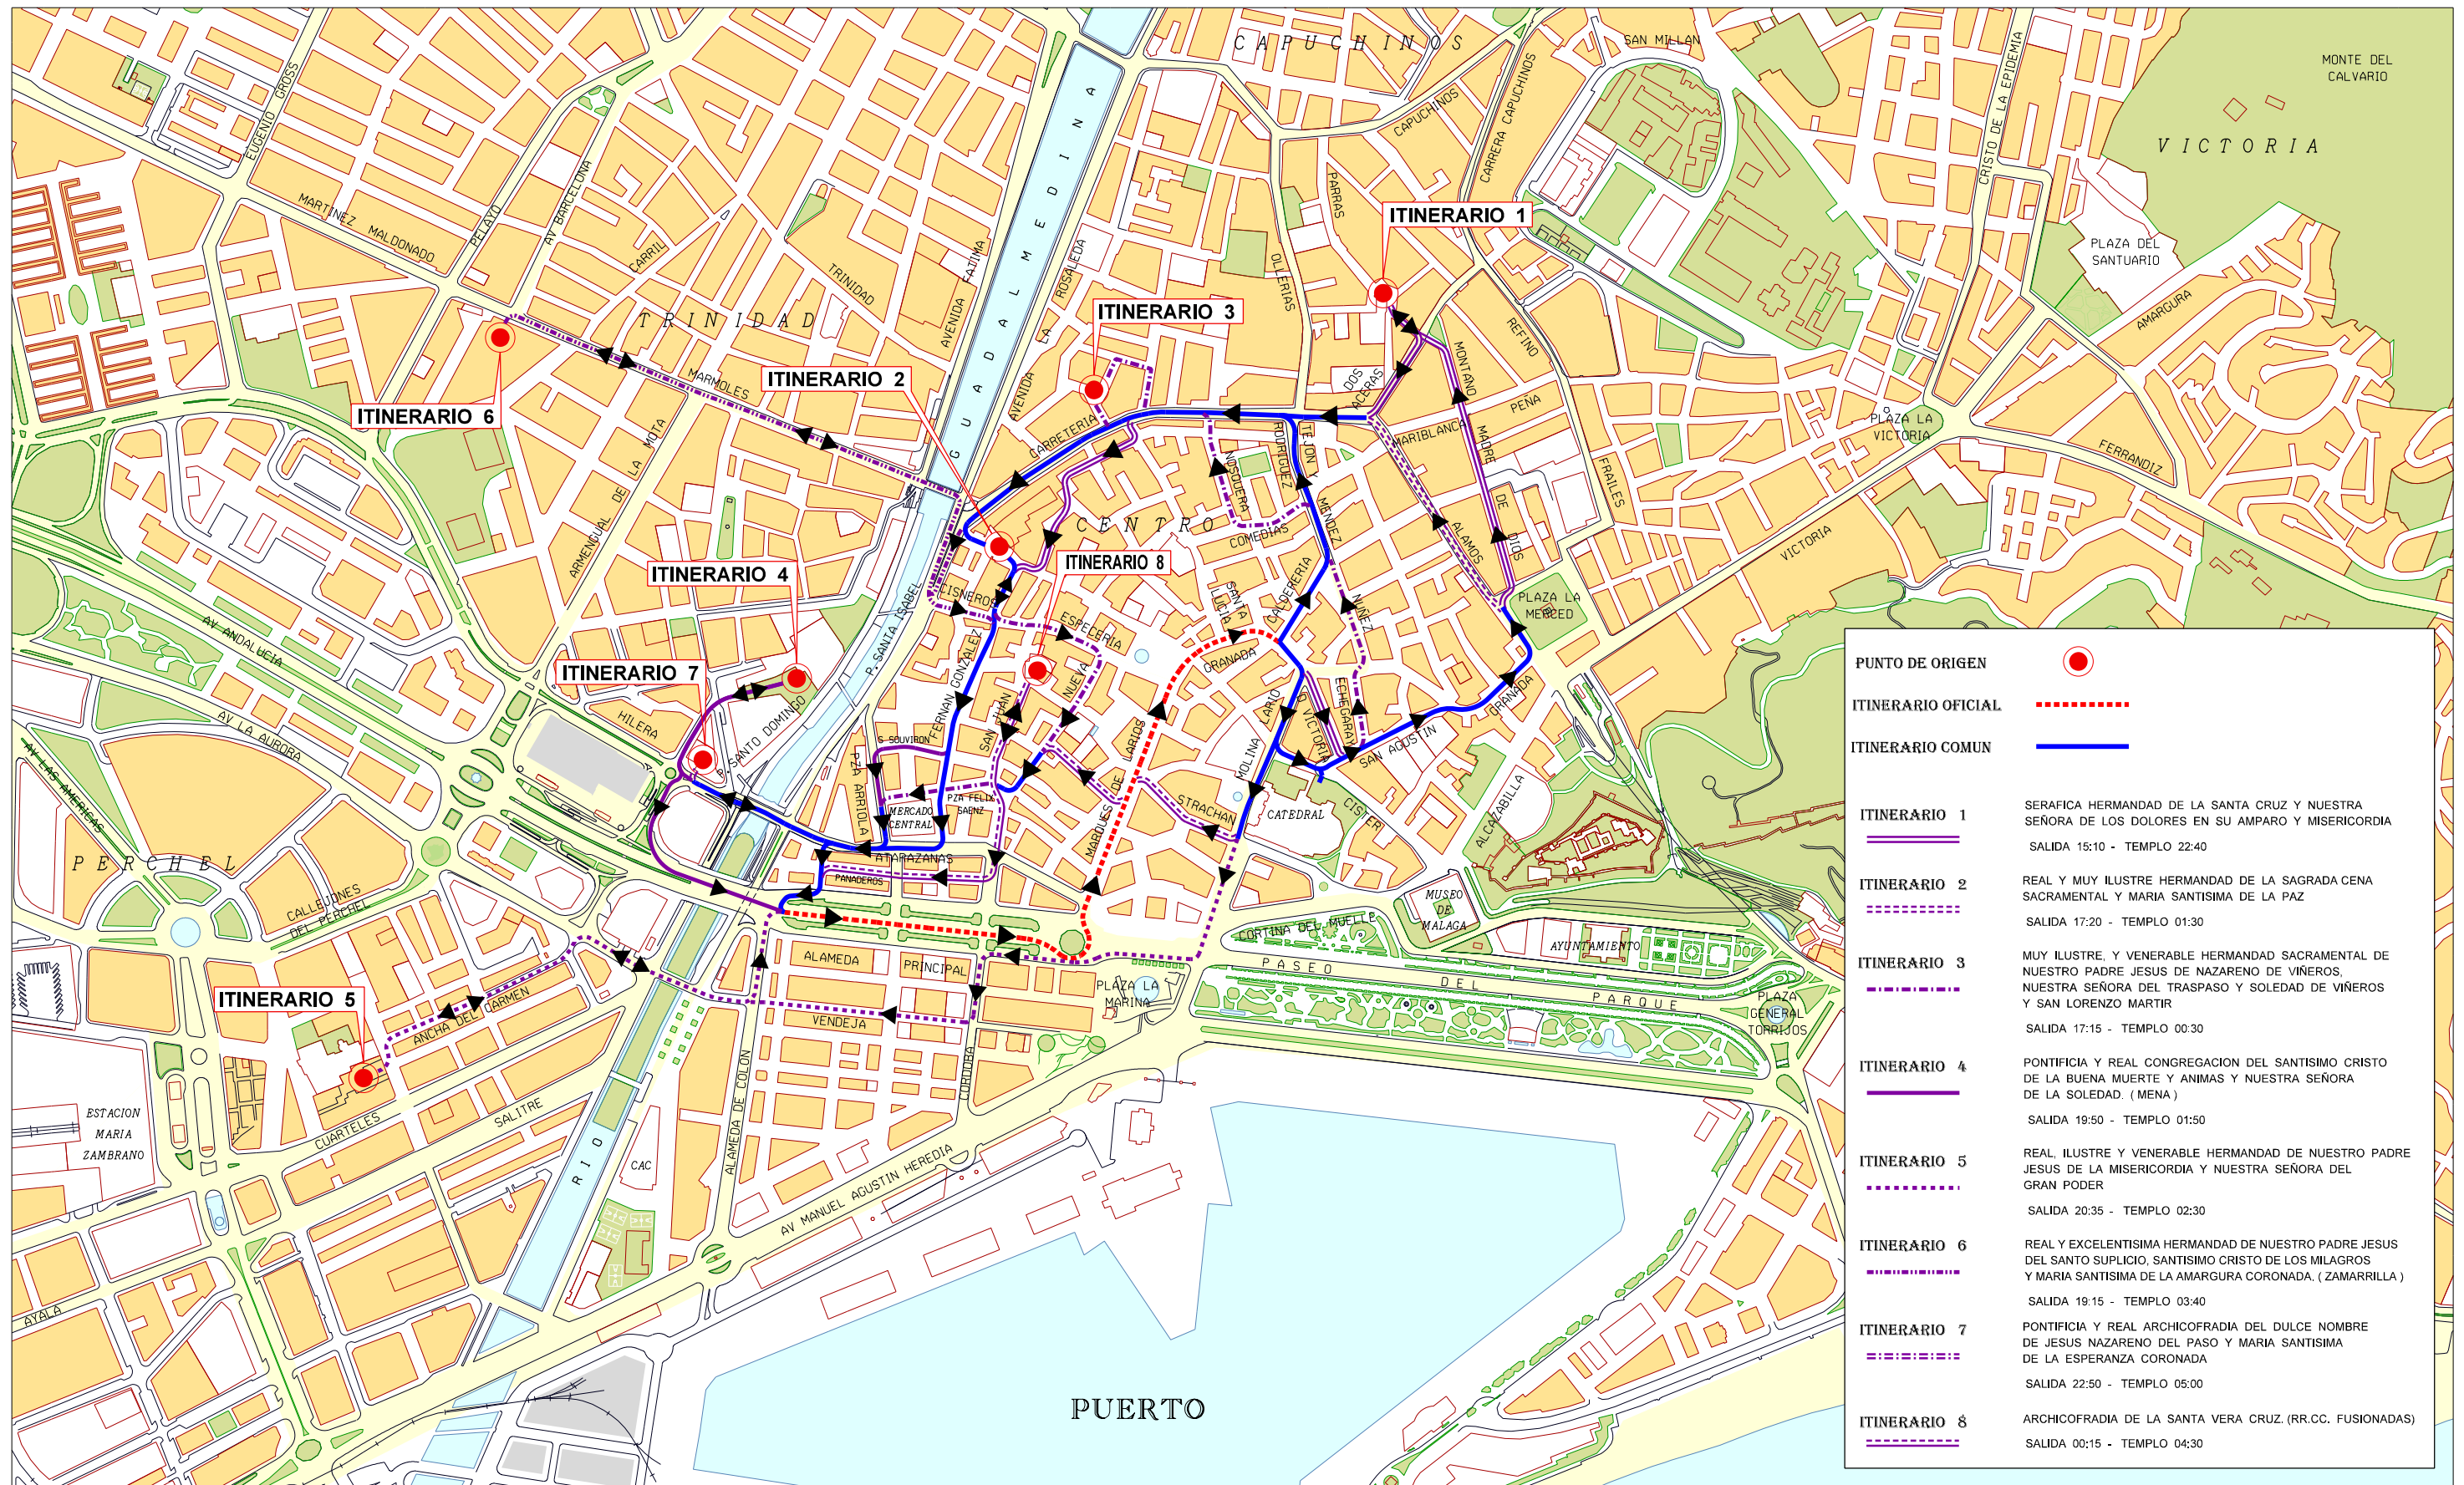 CAPUCHINOS
SAN MILLAN
MONTE DEL
CALVARIO
VICTORIA
EUGENIO GROSS
CAPUCHINOS
CARRERA CAPUCHINOS
CRISTO DE LA EPIDEMIA
MARTINEZ
MALDONADO
PELAYO
AV BARCELONA
CARRIL
TRINIDAD
TRINIDAD
AVENIDA FATIMA
GUADALMEDINA
AVENIDA LA ROSALEDA
OLLERIAS
PARRAS
ITINERARIO 1
PLAZA DEL
SANTUARIO
AMARGURA
ITINERARIO 3
REFINO
MONTAÑO
DOS
ACERAS
PEÑA
MARIBLANCA
ITINERARIO 2
MARMOLES
ITINERARIO 6
CARRETERIA
TEJON Y
RODRIGUEZ
MADRE
DE
DIOS
PLAZA LA
VICTORIA
FERRANDIZ
FRAILES
VICTORIA
ARMENGUAL DE LA MOTA
CENTRO
NOSQUERA
COMEDIAS
MENDEZ
ALAMOS
ITINERARIO 8
ITINERARIO 4
CISNEROS
ESPECERIA
SANTA
LUCIA
CALDERERIA
NUÑEZ
PLAZA LA
MERCED
P. SANTA ISABEL
AV ANDALUCIA
ITINERARIO 7
HILERA
P. SANTO DOMINGO
FERNAN GONZALEZ
SAN JUAN
NUEVA
GRANADA
GRANADA
ECHEGARAY
D VICTORIA
SAN AGUSTIN
MOLINA
LARIO
AV LA AURORA
AV LAS AMERICAS
S SOUVIRON
PZA ARRIOLA
MERCADO
CENTRAL
PZA FELIX
SAENZ
MARQUES DE LARIOS
STRACHAN
CATEDRAL
CISTER
ALCAZABILLA
ATARAZANAS
PANADEROS
PERCHEL
CALLEJONES
DEL PERCHEL
MUSEO
DE
MALAGA
CORTINA DEL MUELLE
AYUNTAMIENTO
ALAMEDA
PRINCIPAL
PASEO
DEL
PARQUE
PLAZA LA
MARINA
PLAZA
GENERAL
TORRIJOS
VENDEJA
ITINERARIO 5
ANCHA DEL CARMEN
CUARTELES
SALITRE
ESTACION
MARIA
ZAMBRANO
RIO
CAC
ALAMEDA DE COLON
CORDOBA
AV MANUEL AGUSTIN HEREDIA
AYALA
PUERTO
PUNTO DE ORIGEN
ITINERARIO OFICIAL
ITINERARIO COMUN
ITINERARIO 1
SERAFICA HERMANDAD DE LA SANTA CRUZ Y NUESTRA
SEÑORA DE LOS DOLORES EN SU AMPARO Y MISERICORDIA
SALIDA 15:10 - TEMPLO 22:40
ITINERARIO 2
REAL Y MUY ILUSTRE HERMANDAD DE LA SAGRADA CENA
SACRAMENTAL Y MARIA SANTISIMA DE LA PAZ
SALIDA 17:20 - TEMPLO 01:30
ITINERARIO 3
MUY ILUSTRE, Y VENERABLE HERMANDAD SACRAMENTAL DE
NUESTRO PADRE JESUS DE NAZARENO DE VIÑEROS,
NUESTRA SEÑORA DEL TRASPASO Y SOLEDAD DE VIÑEROS
Y SAN LORENZO MARTIR
SALIDA 17:15 - TEMPLO 00:30
ITINERARIO 4
PONTIFICIA Y REAL CONGREGACION DEL SANTISIMO CRISTO
DE LA BUENA MUERTE Y ANIMAS Y NUESTRA SEÑORA
DE LA SOLEDAD. ( MENA )
SALIDA 19:50 - TEMPLO 01:50
ITINERARIO 5
REAL, ILUSTRE Y VENERABLE HERMANDAD DE NUESTRO PADRE
JESUS DE LA MISERICORDIA Y NUESTRA SEÑORA DEL
GRAN PODER
SALIDA 20:35 - TEMPLO 02:30
ITINERARIO 6
REAL Y EXCELENTISIMA HERMANDAD DE NUESTRO PADRE JESUS
DEL SANTO SUPLICIO, SANTISIMO CRISTO DE LOS MILAGROS
Y MARIA SANTISIMA DE LA AMARGURA CORONADA. ( ZAMARRILLA )
SALIDA 19:15 - TEMPLO 03:40
ITINERARIO 7
PONTIFICIA Y REAL ARCHICOFRADIA DEL DULCE NOMBRE
DE JESUS NAZARENO DEL PASO Y MARIA SANTISIMA
DE LA ESPERANZA CORONADA
SALIDA 22:50 - TEMPLO 05:00
ITINERARIO 8
ARCHICOFRADIA DE LA SANTA VERA CRUZ. (RR.CC. FUSIONADAS)
SALIDA 00;15 - TEMPLO 04:30